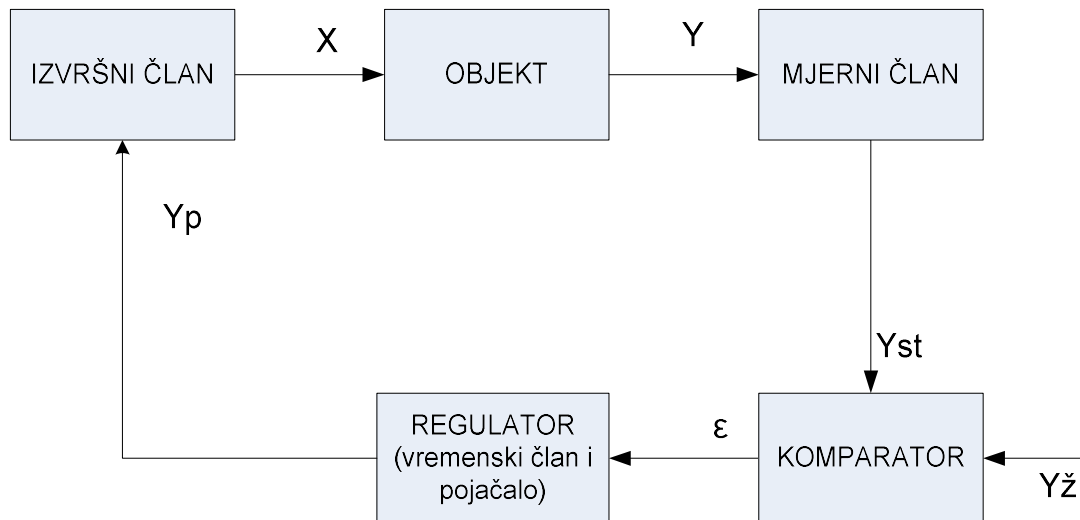 IZVRŠNI ČLAN
X
OBJEKT
Y
MJERNI ČLAN
Yp
Yst
REGULATOR
(vremenski član i
pojačalo)
ε
KOMPARATOR
Yž